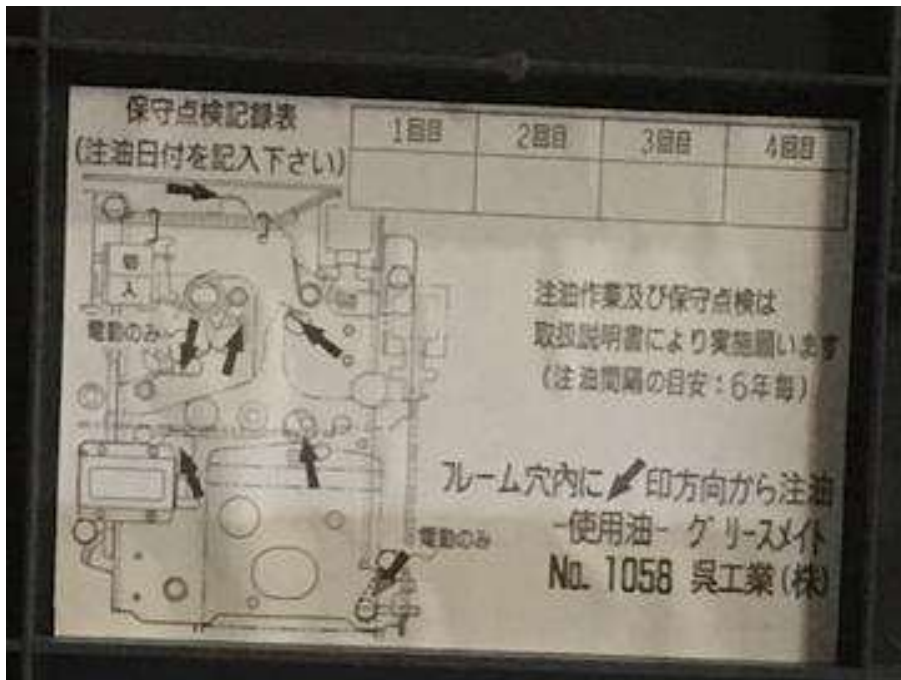 保守点検記録表
(注油日付を記入下さい)
1回目 2回目 3回目 4回目
切
入
電動のみ
注油作業及び保守点検は
取扱説明書により実施願います
(注油間隔の目安:6年毎)
フレーム穴内に↙印方向から注油
-使用油- グリースメイト
No. 1058 呉工業(株)
電動のみ